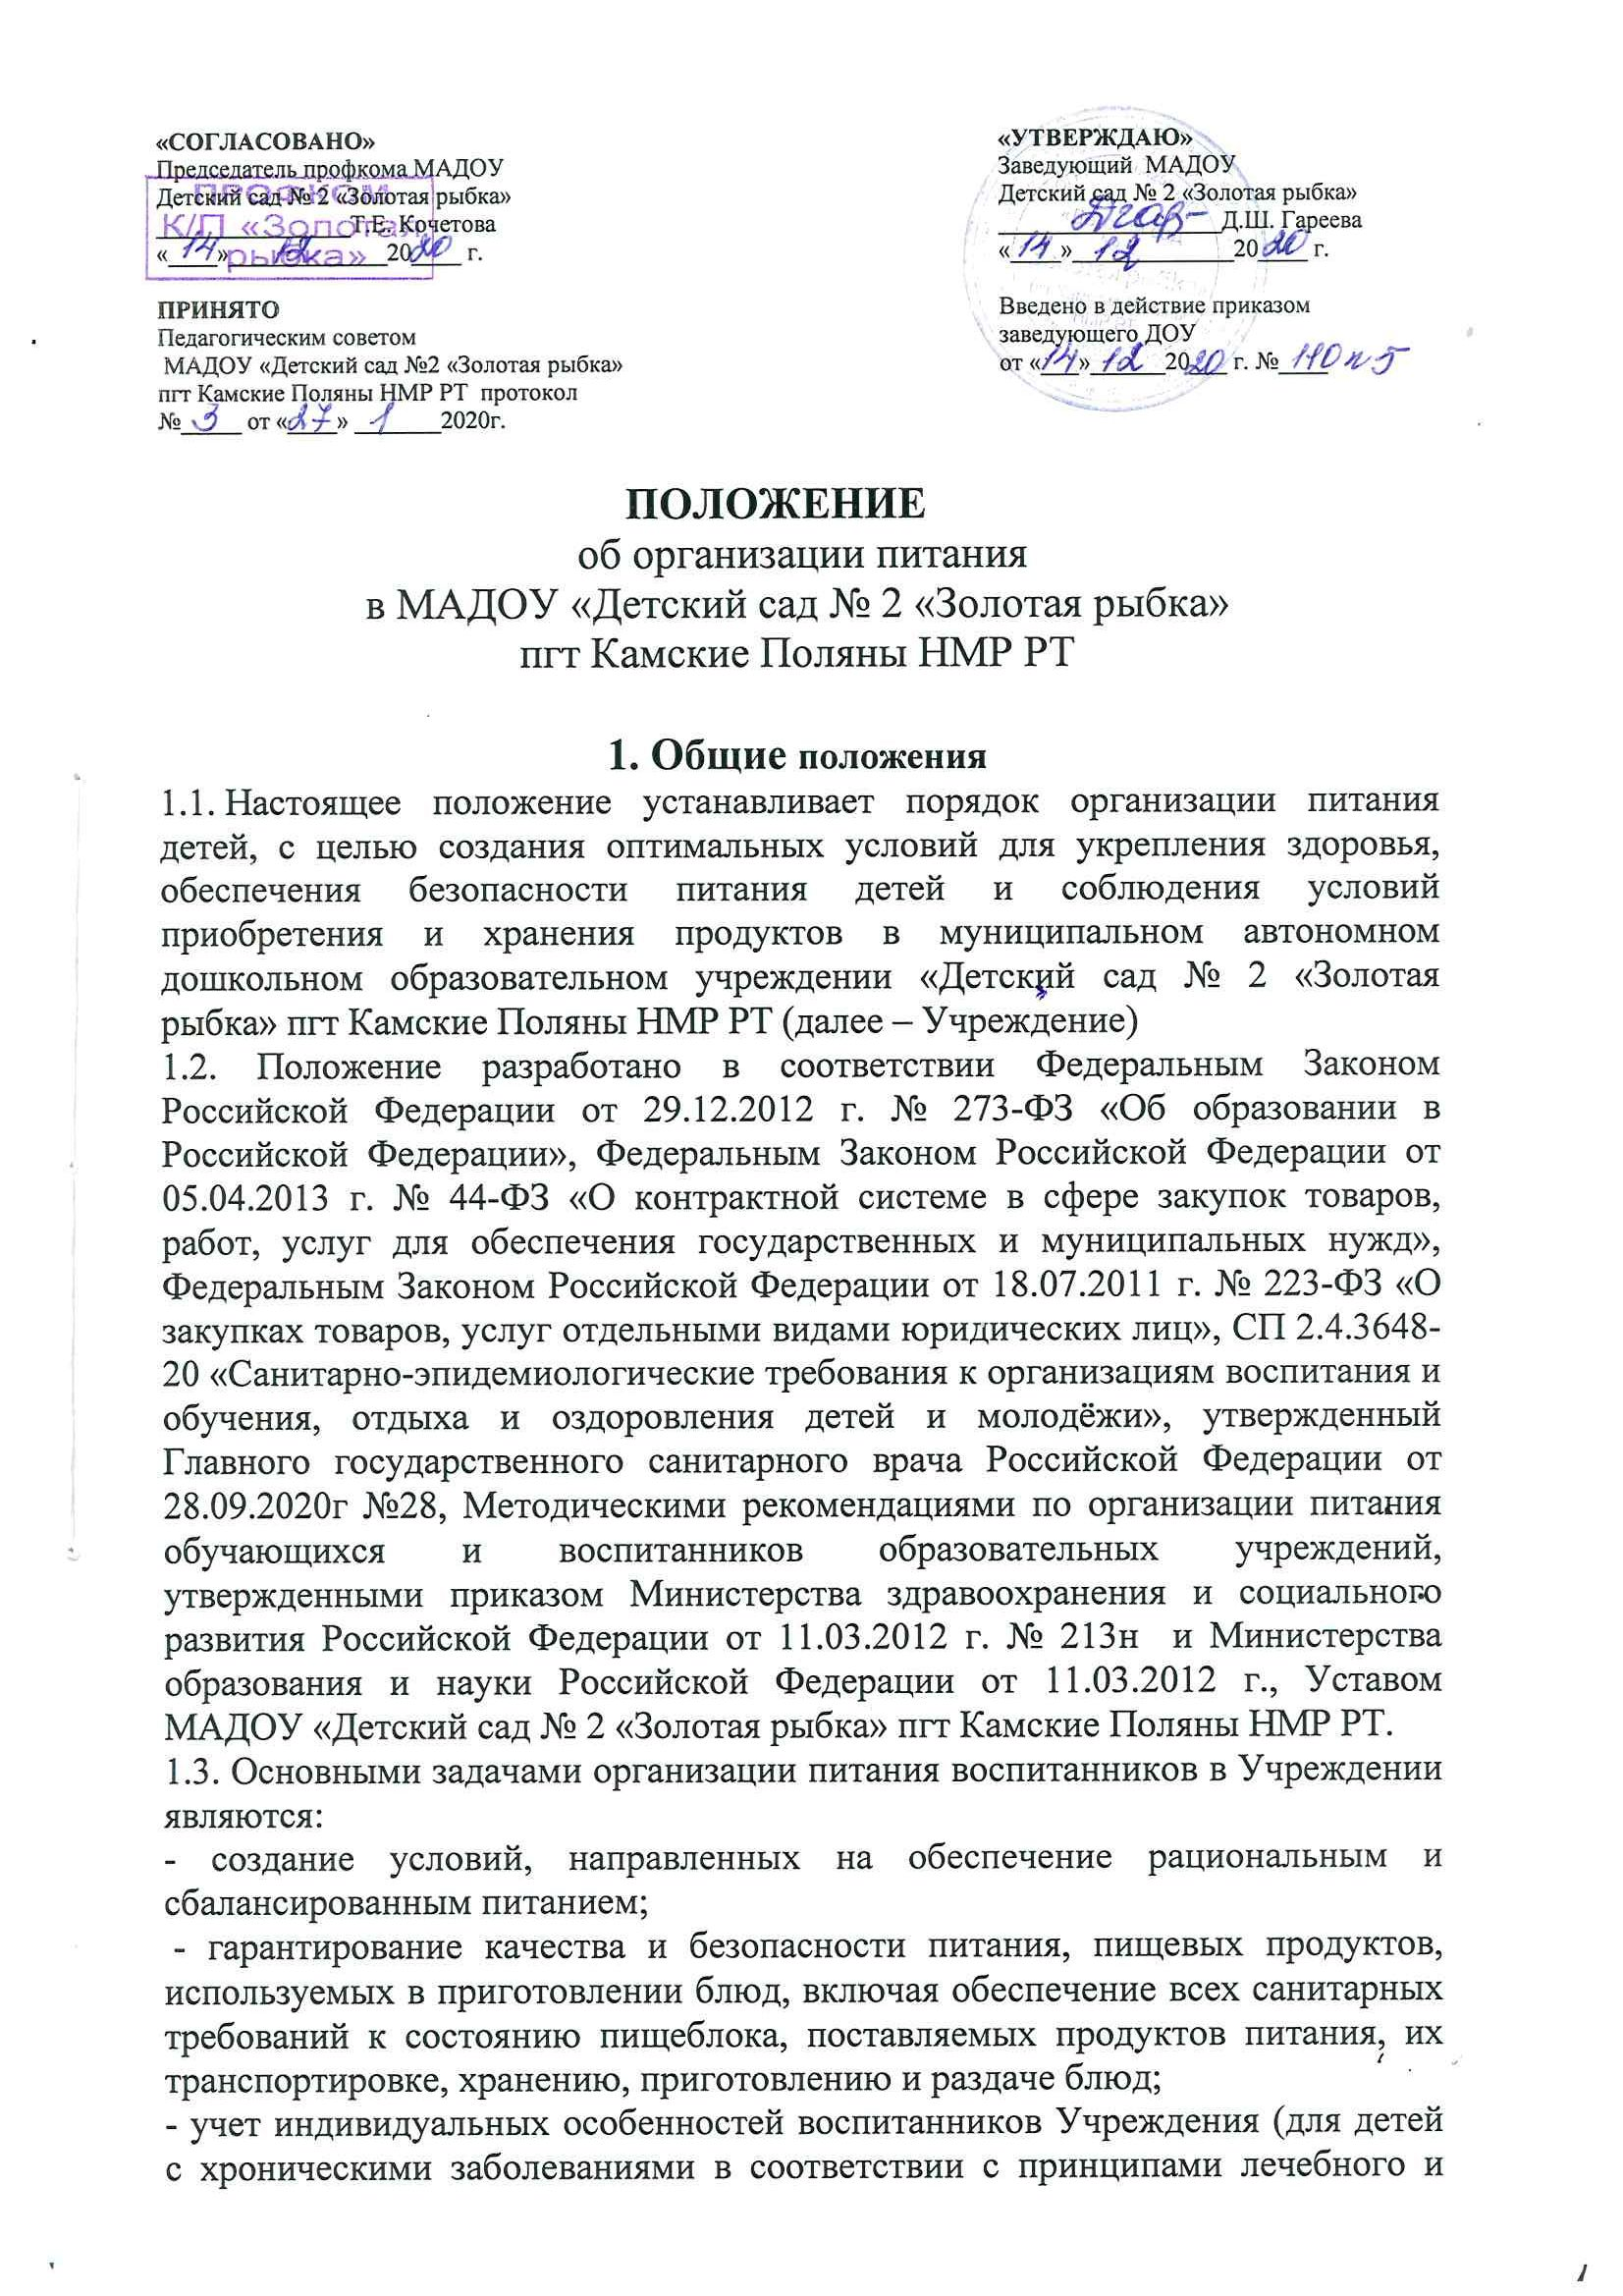 «СОГЛАСОВАНО»
Председатель профкома МАДОУ
Детский сад № 2 «Золотая рыбка»
Т.Е. Кочетова
«14» 12 2020 г.
ПРОФКОМ
К/П «Золотая
рыбка»
ПРИНЯТО
Педагогическим советом
МАДОУ «Детский сад №2 «Золотая рыбка»
пгт Камские Поляны НМР РТ протокол
№ 3 от «27» 1 2020г.
«УТВЕРЖДАЮ»
Заведующий МАДОУ
Детский сад № 2 «Золотая рыбка»
Д.Ш. Гареева
«14» 12 2020 г.
Введено в действие приказом
заведующего ДОУ
от «14» 12 2020 г. № 110
ПОЛОЖЕНИЕ
об организации питания
в МАДОУ «Детский сад № 2 «Золотая рыбка»
пгт Камские Поляны НМР РТ
1. Общие положения
1.1. Настоящее положение устанавливает порядок организации питания
детей, с целью создания оптимальных условий для укрепления здоровья,
обеспечения безопасности питания детей и соблюдения условий
приобретения и хранения продуктов в муниципальном автономном
дошкольном образовательном учреждении «Детский сад № 2 «Золотая
рыбка» пгт Камские Поляны НМР РТ (далее – Учреждение)
1.2. Положение разработано в соответствии Федеральным Законом
Российской Федерации от 29.12.2012 г. № 273-ФЗ «Об образовании в
Российской Федерации», Федеральным Законом Российской Федерации от
05.04.2013 г. № 44-ФЗ «О контрактной системе в сфере закупок товаров,
работ, услуг для обеспечения государственных и муниципальных нужд»,
Федеральным Законом Российской Федерации от 18.07.2011 г. № 223-ФЗ «О
закупках товаров, услуг отдельными видами юридических лиц», СП 2.4.3648-
20 «Санитарно-эпидемиологические требования к организациям воспитания и
обучения, отдыха и оздоровления детей и молодёжи», утвержденный
Главного государственного санитарного врача Российской Федерации от
28.09.2020г №28, Методическими рекомендациями по организации питания
обучающихся и воспитанников образовательных учреждений,
утвержденными приказом Министерства здравоохранения и социального
развития Российской Федерации от 11.03.2012 г. № 213н и Министерства
образования и науки Российской Федерации от 11.03.2012 г., Уставом
МАДОУ «Детский сад № 2 «Золотая рыбка» пгт Камские Поляны НМР РТ.
1.3. Основными задачами организации питания воспитанников в Учреждении
являются:
- создание условий, направленных на обеспечение рациональным и
сбалансированным питанием;
- гарантирование качества и безопасности питания, пищевых продуктов,
используемых в приготовлении блюд, включая обеспечение всех санитарных
требований к состоянию пищеблока, поставляемых продуктов питания, их
транспортировке, хранению, приготовлению и раздаче блюд;
- учет индивидуальных особенностей воспитанников Учреждения (для детей
с хроническими заболеваниями в соответствии с принципами лечебного и